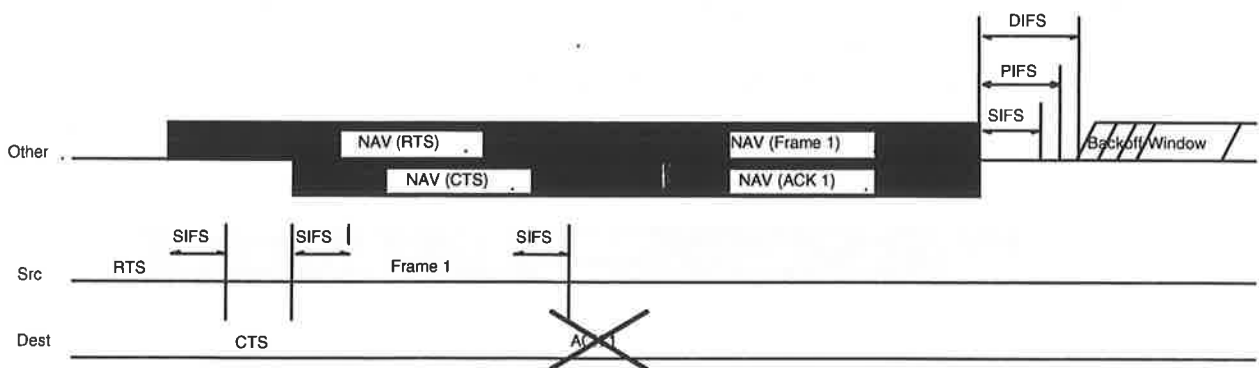 DIFS
PIFS
SIFS
Other
NAV (RTS)
NAV (Frame 1)
Backoff Window
NAV (CTS)
NAV (ACK 1)
SIFS
SIFS
SIFS
RTS
Frame 1
Src
Dest
CTS